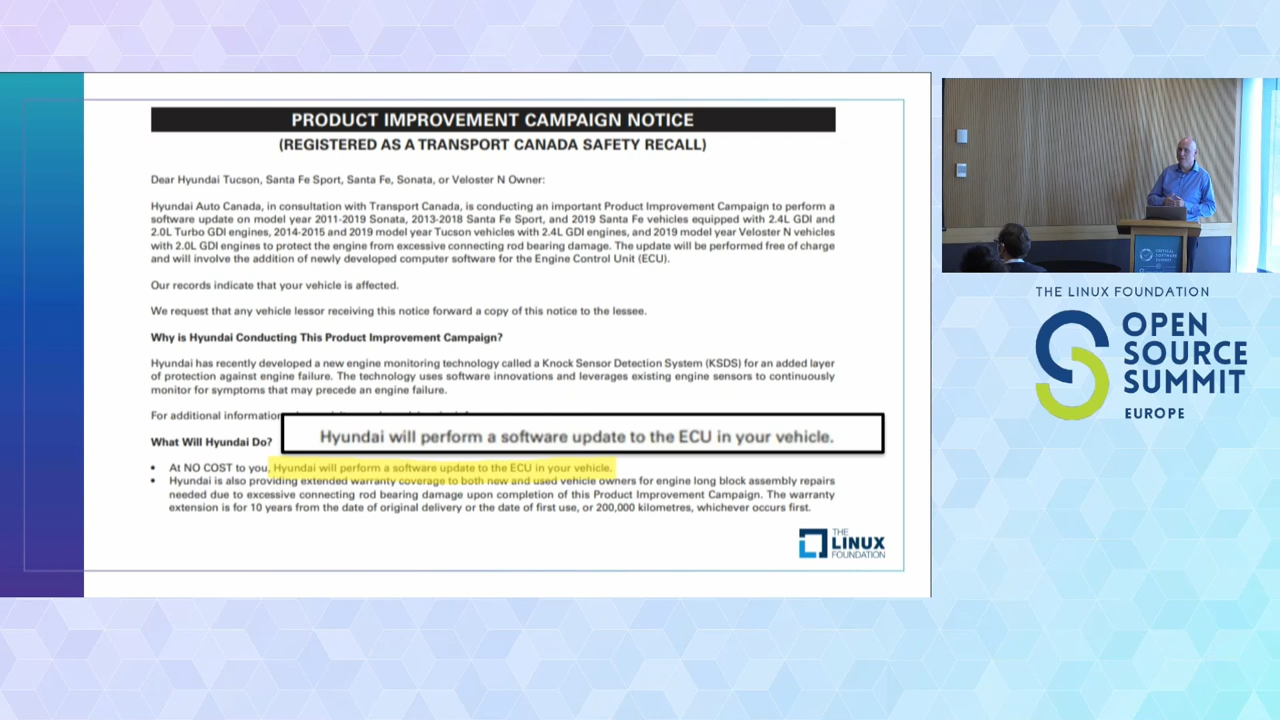 PRODUCT IMPROVEMENT CAMPAIGN NOTICE
(REGISTERED AS A TRANSPORT CANADA SAFETY RECALL)
Dear Hyundai Tucson, Santa Fe Sport, Santa Fe, Sonata, or Veloster N Owner:
Hyundai Auto Canada, in consultation with Transport Canada, is conducting an important Product Improvement Campaign to perform a
software update on model year 2011-2019 Sonata, 2013-2018 Santa Fe Sport, and 2019 Santa Fe vehicles equipped with 2.4L GDI and
2.0L Turbo GDI engines, 2014-2015 and 2019 model year Tucson vehicles with 2.4L GDI engines, and 2019 model year Veloster N vehicles
with 2.0L GDI engines to protect the engine from excessive connecting rod bearing damage. The update will be performed free of charge
and will involve the addition of newly developed computer software for the Engine Control Unit (ECU).
Our records indicate that your vehicle is affected.
We request that any vehicle lessor receiving this notice forward a copy of this notice to the lessee.
Why is Hyundai Conducting This Product Improvement Campaign?
Hyundai has recently developed a new engine monitoring technology called a Knock Sensor Detection System (KSDS) for an added layer
of protection against engine failure. The technology uses software innovations and leverages existing engine sensors to continuously
monitor for symptoms that may precede an engine failure.
For additional information
Hyundai will perform a software update to the ECU in your vehicle.
What Will Hyundai Do?
• At NO COST to you, Hyundai will perform a software update to the ECU in your vehicle.
• Hyundai is also providing extended warranty coverage to both new and used vehicle owners for engine long block assembly repairs
needed due to excessive connecting rod bearing damage upon completion of this Product Improvement Campaign. The warranty
extension is for 10 years from the date of original delivery or the date of first use, or 200,000 kilometres, whichever occurs first.
THE
LINUX
FOUNDATION
CRITICAL
SOFTWARE
SUMMIT
THE LINUX FOUNDATION
OPEN
SOURCE
SUMMIT
EUROPE